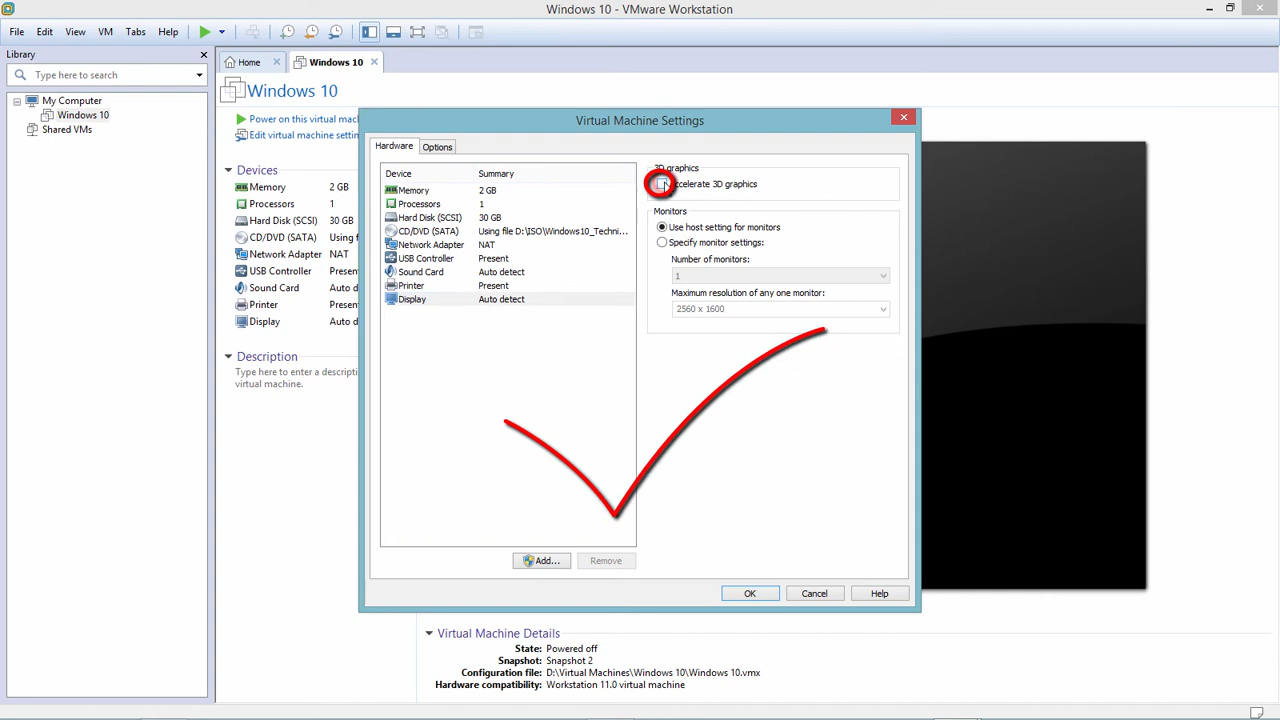 Windows 10 - VMware Workstation
File Edit View VM Tabs Help
Library
Type here to search
My Computer
Windows 10
Shared VMs
Home
Windows 10
Windows 10
Power on this virtual mac
Edit virtual machine settin
Devices
Memory 2 GB
Processors 1
Hard Disk (SCSI) 30 GB
CD/DVD (SATA) Using f
Network Adapter NAT
USB Controller Present
Sound Card Auto d
Printer Present
Display Auto d
Description
Type here to enter a descripti
virtual machine.
Virtual Machine Settings
Hardware Options
Device Summary
Memory 2 GB
Processors 1
Hard Disk (SCSI) 30 GB
CD/DVD (SATA) Using file D:\ISO\Windows10_Techni...
Network Adapter NAT
USB Controller Present
Sound Card Auto detect
Printer Present
Display Auto detect
Add... Remove
3D graphics
ccelerate 3D graphics
Monitors
Use host setting for monitors
Specify monitor settings:
Number of monitors:
1
Maximum resolution of any one monitor:
2560 x 1600
OK Cancel Help
Virtual Machine Details
State: Powered off
Snapshot: Snapshot 2
Configuration file: D:\Virtual Machines\Windows 10\Windows 10.vmx
Hardware compatibility: Workstation 11.0 virtual machine